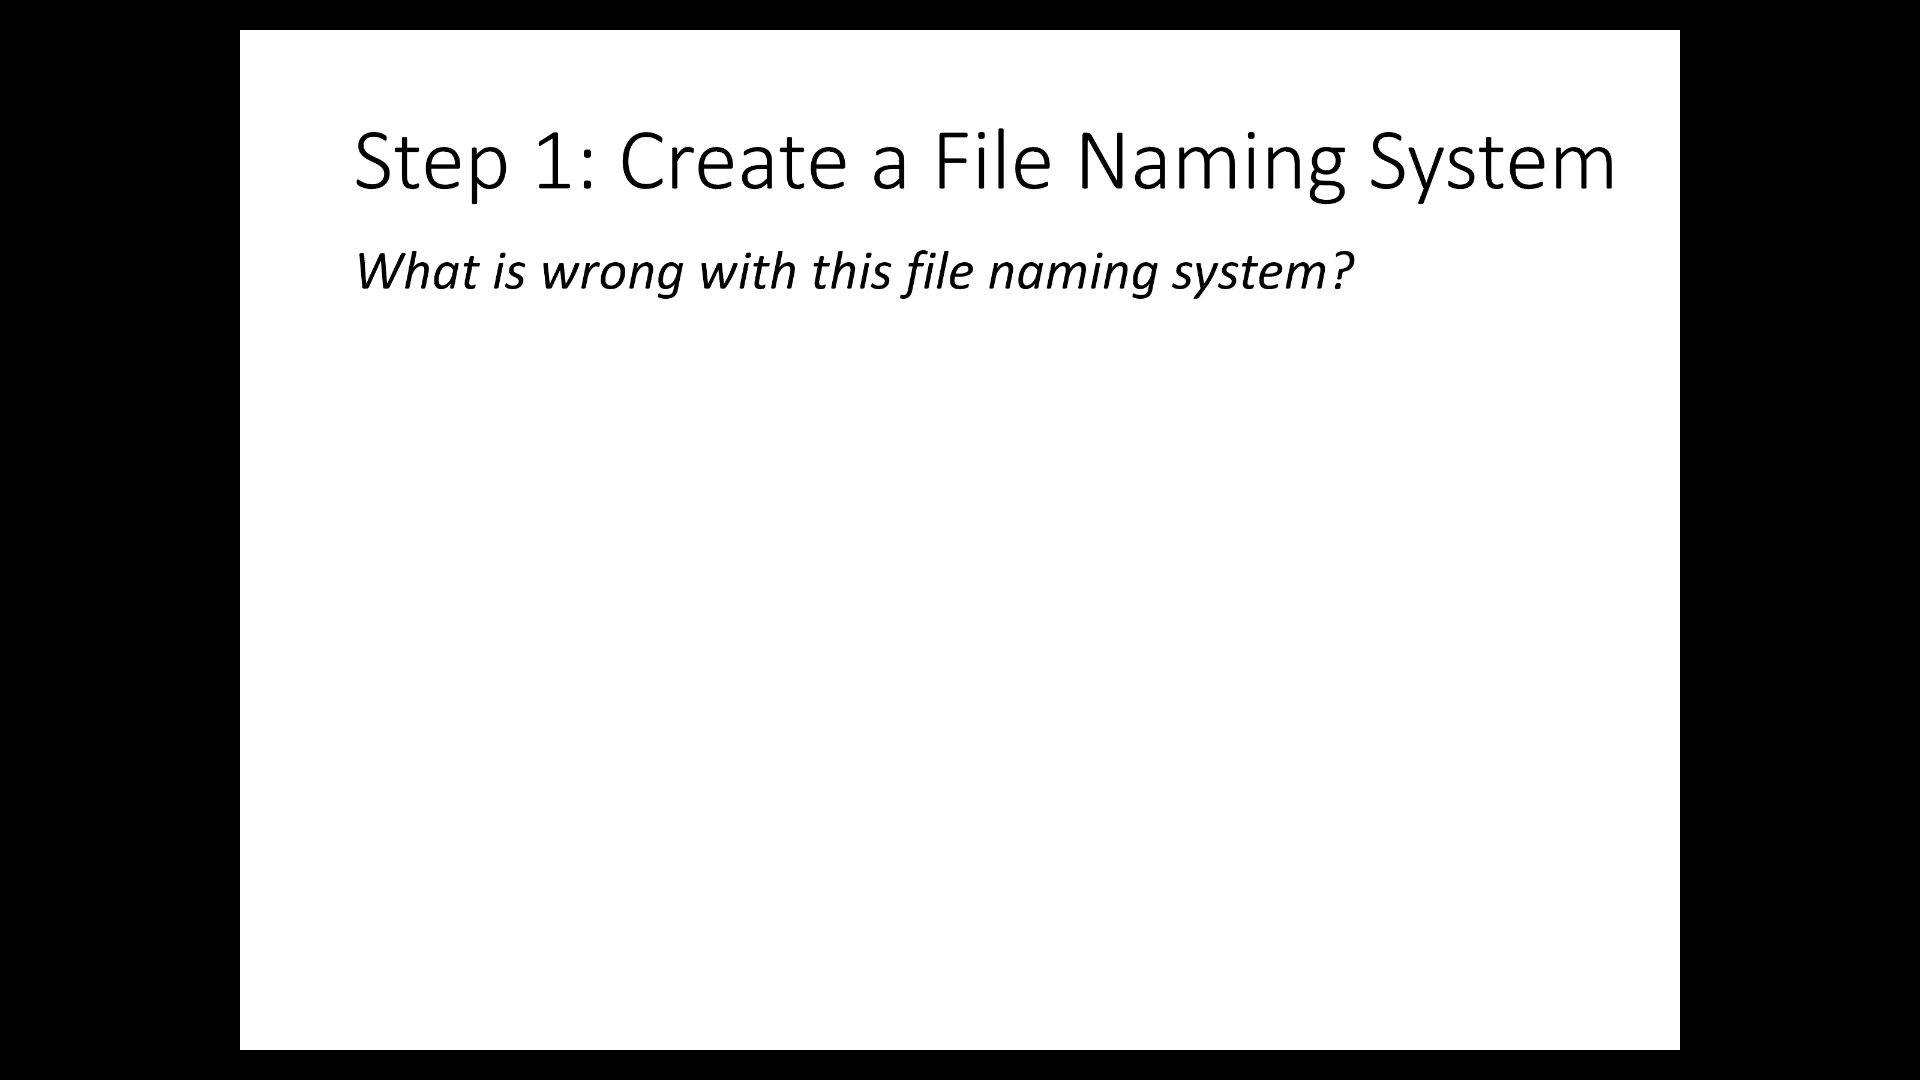 Step 1: Create a File Naming System
What is wrong with this file naming system?